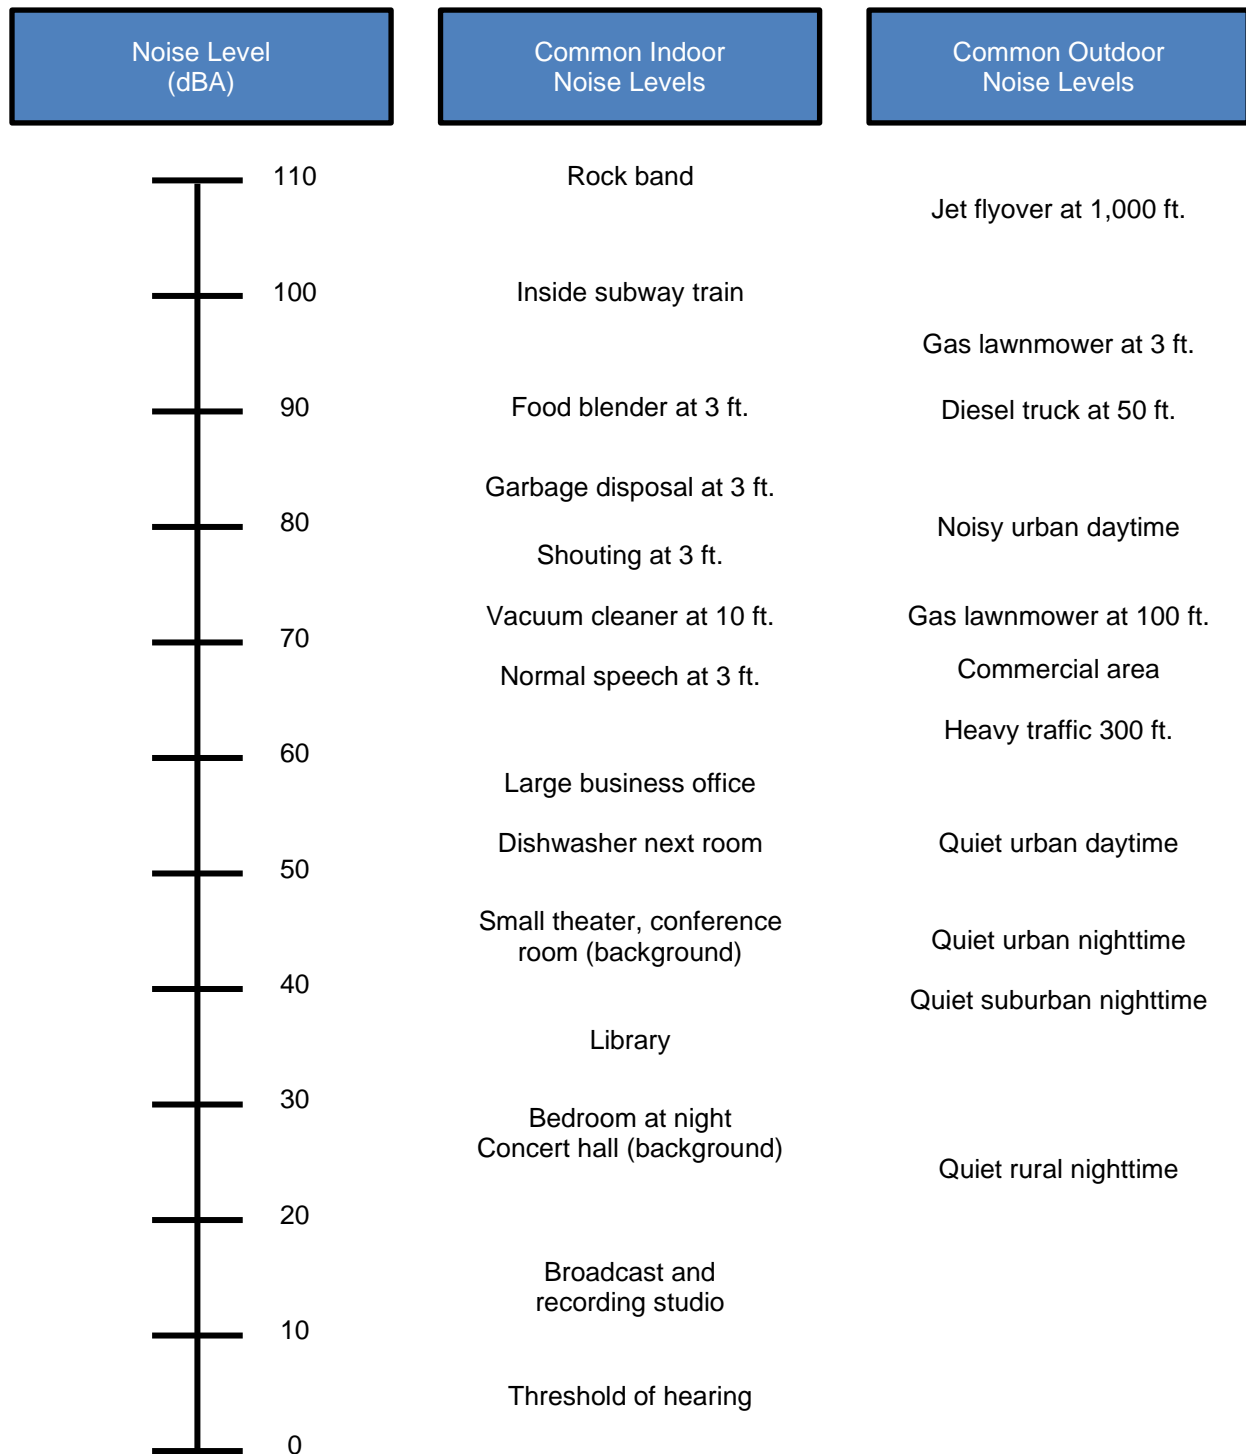 Noise Level
(dBA)
Common Indoor
Noise Levels
Common Outdoor
Noise Levels
110
Rock band
Jet flyover at 1,000 ft.
100
Inside subway train
Gas lawnmower at 3 ft.
90
Food blender at 3 ft.
Diesel truck at 50 ft.
Garbage disposal at 3 ft.
80
Noisy urban daytime
Shouting at 3 ft.
Vacuum cleaner at 10 ft.
Gas lawnmower at 100 ft.
70
Commercial area
Normal speech at 3 ft.
Heavy traffic 300 ft.
60
Large business office
Dishwasher next room
Quiet urban daytime
50
Small theater, conference
room (background)
Quiet urban nighttime
40
Quiet suburban nighttime
Library
30
Bedroom at night
Concert hall (background)
Quiet rural nighttime
20
Broadcast and
recording studio
10
Threshold of hearing
0